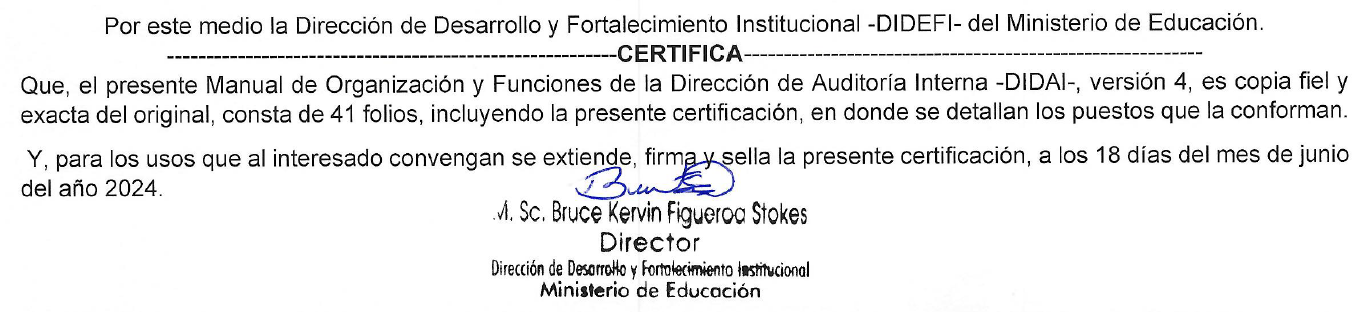 Por este medio la Dirección de Desarrollo y Fortalecimiento Institucional -DIDEFI- del Ministerio de Educación.
--------------------------------------------------------CERTIFICA---------------------------------------------------------
Que, el presente Manual de Organización y Funciones de la Dirección de Auditoría Interna -DIDAI-, versión 4, es copia fiel y
exacta del original, consta de 41 folios, incluyendo la presente certificación, en donde se detallan los puestos que la conforman.
Y, para los usos que al interesado convengan se extiende, firma y sella la presente certificación, a los 18 días del mes de junio
del año 2024.
M. Sc. Bruce Kervin Figueroa Stokes
Director
Dirección de Desarrollo y Fortalecimiento Institucional
Ministerio de Educación